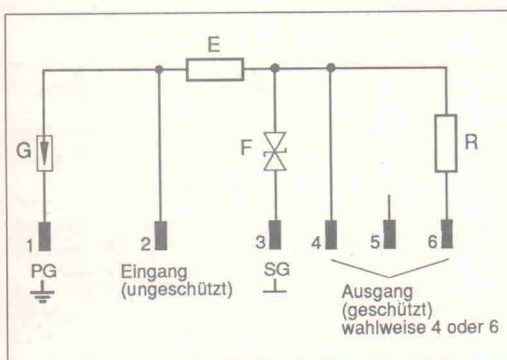 E
G
F
R
1
2
3
4
5
6
PG
Eingang
(ungeschützt)
SG
Ausgang
(geschützt)
wahlweise 4 oder 6